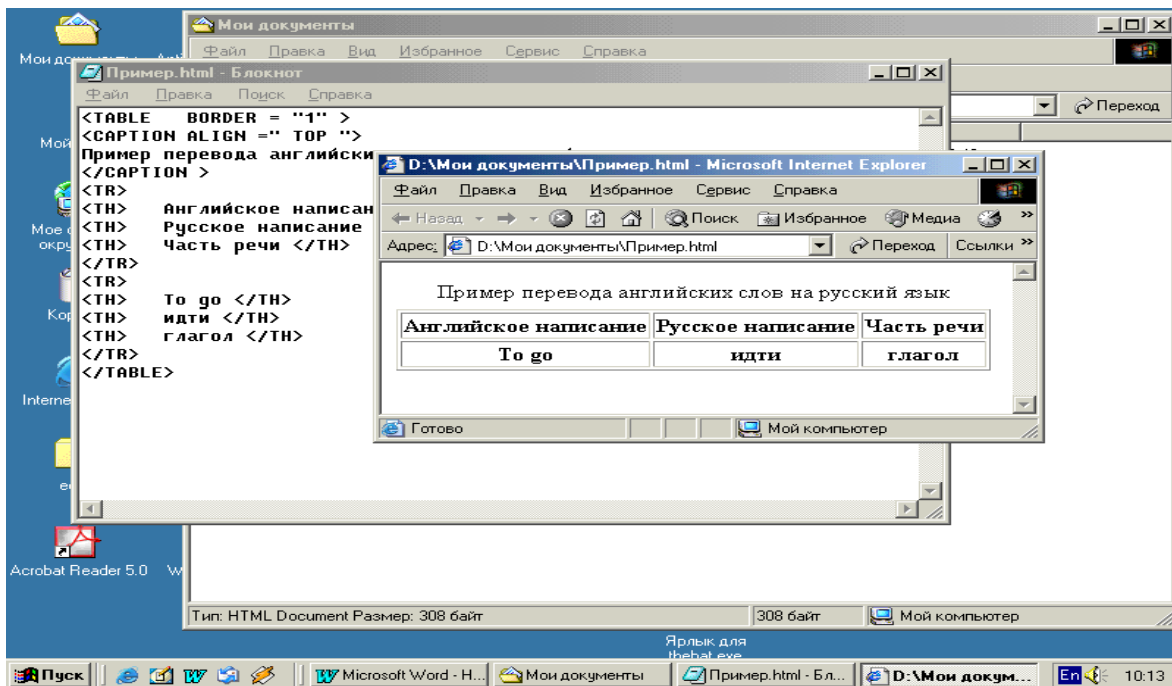 Мои документы
Файл Правка Вид Избранное Сервис Справка
Переход
Пример.html - Блокнот
Файл Правка Поиск Справка
<TABLE BORDER = "1" >
<CAPTION ALIGN =" TOP ">
Пример перевода английски
</CAPTION >
<TR>
<TH> Английское написан
<TH> Русское написание
<TH> Часть речи </TH>
</TR>
<TR>
<TH> To go </TH>
<TH> идти </TH>
<TH> глагол </TH>
</TR>
</TABLE>
D:\Мои документы\Пример.html - Microsoft Internet Explorer
Файл Правка Вид Избранное Сервис Справка
Назад Поиск Избранное Медиа »
Адрес: D:\Мои документы\Пример.html Переход Ссылки »
Пример перевода английских слов на русский язык
Английское написание Русское написание Часть речи
To go идти глагол
Готово Мой компьютер
Мой
Мое
Interne
Acrobat Reader 5.0 W
Тип: HTML Document Размер: 308 байт 308 байт Мой компьютер
Ярлык для
thebat.exe
Пуск Microsoft Word - Н... Мои документы Пример.html - Бл... D:\Мои докум... En 10:13